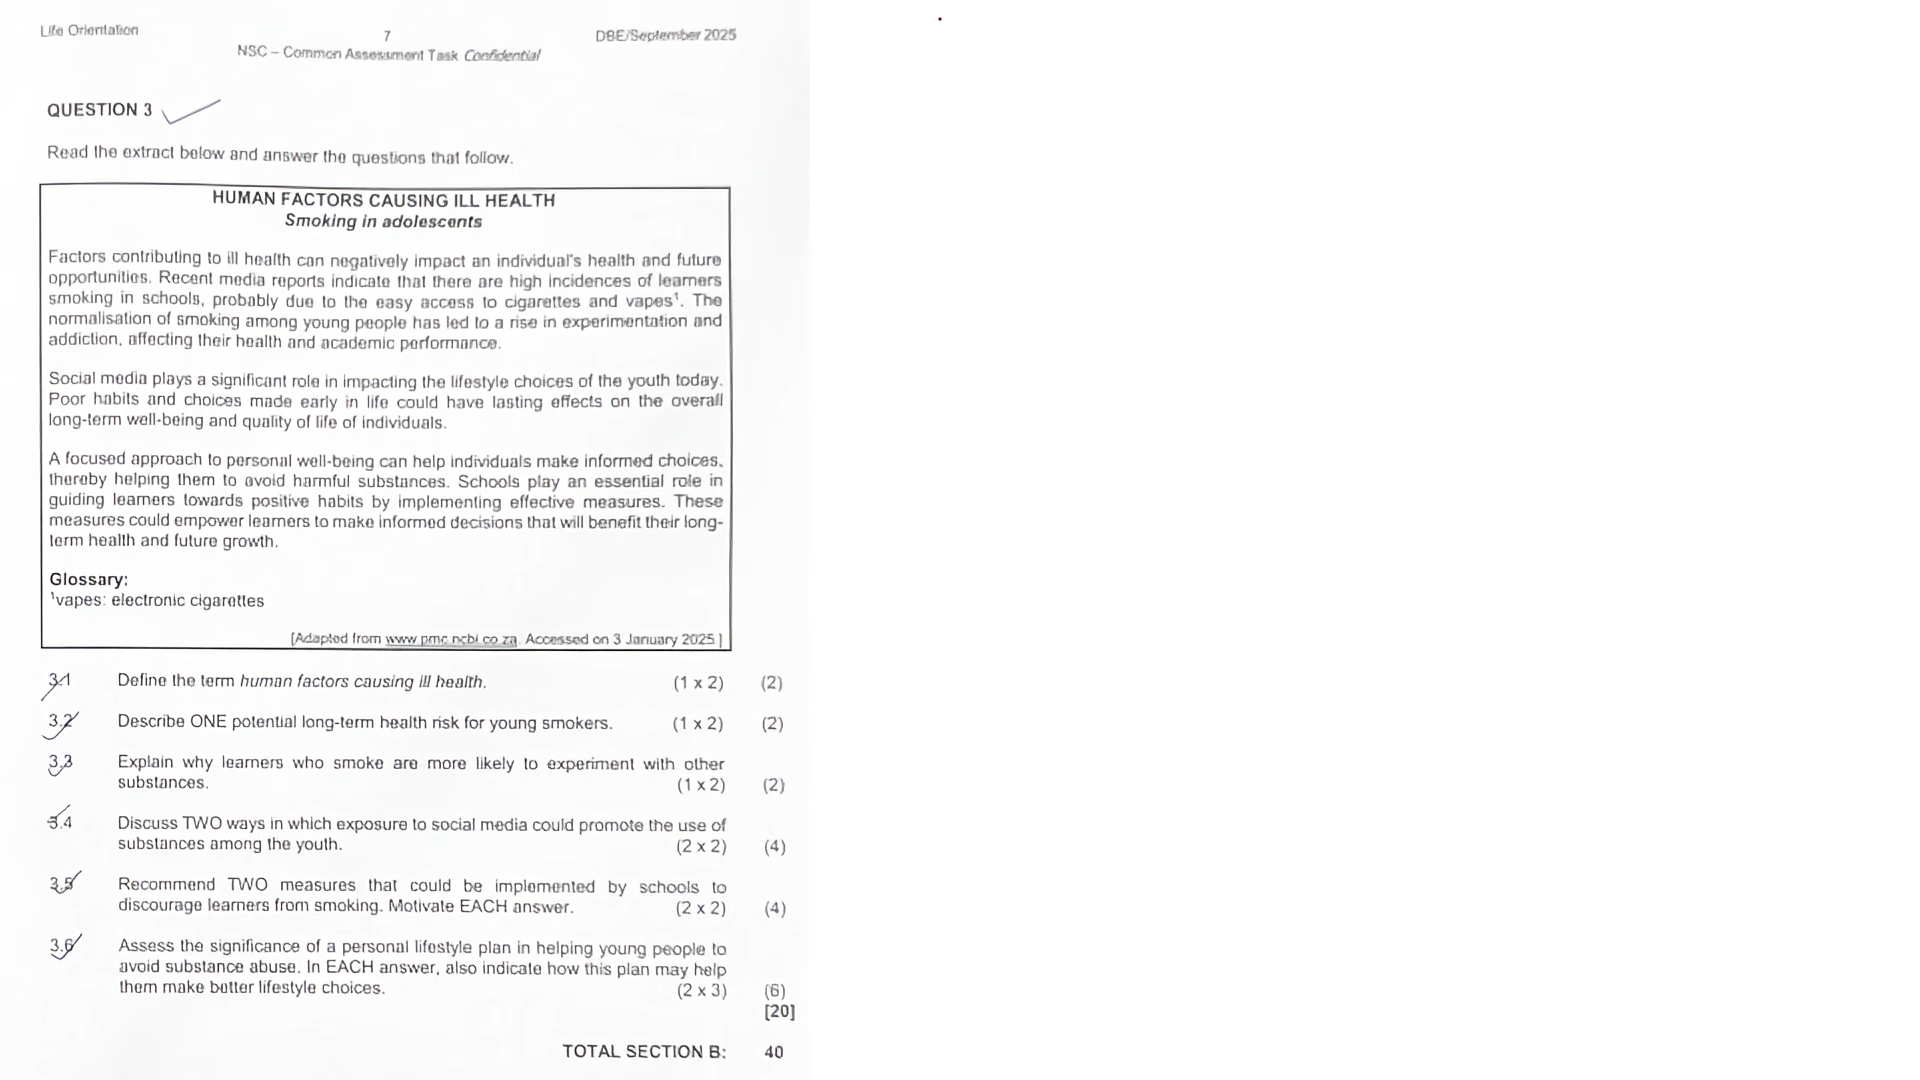 Life Orientation 7 DBE/September 2025
NSC – Common Assessment Task Confidential
QUESTION 3
Read the extract below and answer the questions that follow.
HUMAN FACTORS CAUSING ILL HEALTH
Smoking in adolescents
Factors contributing to ill health can negatively impact an individual's health and future
opportunities. Recent media reports indicate that there are high incidences of learners
smoking in schools, probably due to the easy access to cigarettes and vapes¹. The
normalisation of smoking among young people has led to a rise in experimentation and
addiction, affecting their health and academic performance.
Social media plays a significant role in impacting the lifestyle choices of the youth today.
Poor habits and choices made early in life could have lasting effects on the overall
long-term well-being and quality of life of individuals.
A focused approach to personal well-being can help individuals make informed choices,
thereby helping them to avoid harmful substances. Schools play an essential role in
guiding learners towards positive habits by implementing effective measures. These
measures could empower learners to make informed decisions that will benefit their long-
term health and future growth.
Glossary:
¹vapes: electronic cigarettes
[Adapted from www.pmc.ncbi.co.za. Accessed on 3 January 2025.]
3.1 Define the term human factors causing ill health. (1 x 2) (2)
3.2 Describe ONE potential long-term health risk for young smokers. (1 x 2) (2)
3.3 Explain why learners who smoke are more likely to experiment with other
substances. (1 x 2) (2)
3.4 Discuss TWO ways in which exposure to social media could promote the use of
substances among the youth. (2 x 2) (4)
3.5 Recommend TWO measures that could be implemented by schools to
discourage learners from smoking. Motivate EACH answer. (2 x 2) (4)
3.6 Assess the significance of a personal lifestyle plan in helping young people to
avoid substance abuse. In EACH answer, also indicate how this plan may help
them make better lifestyle choices. (2 x 3) (6)
[20]
TOTAL SECTION B: 40